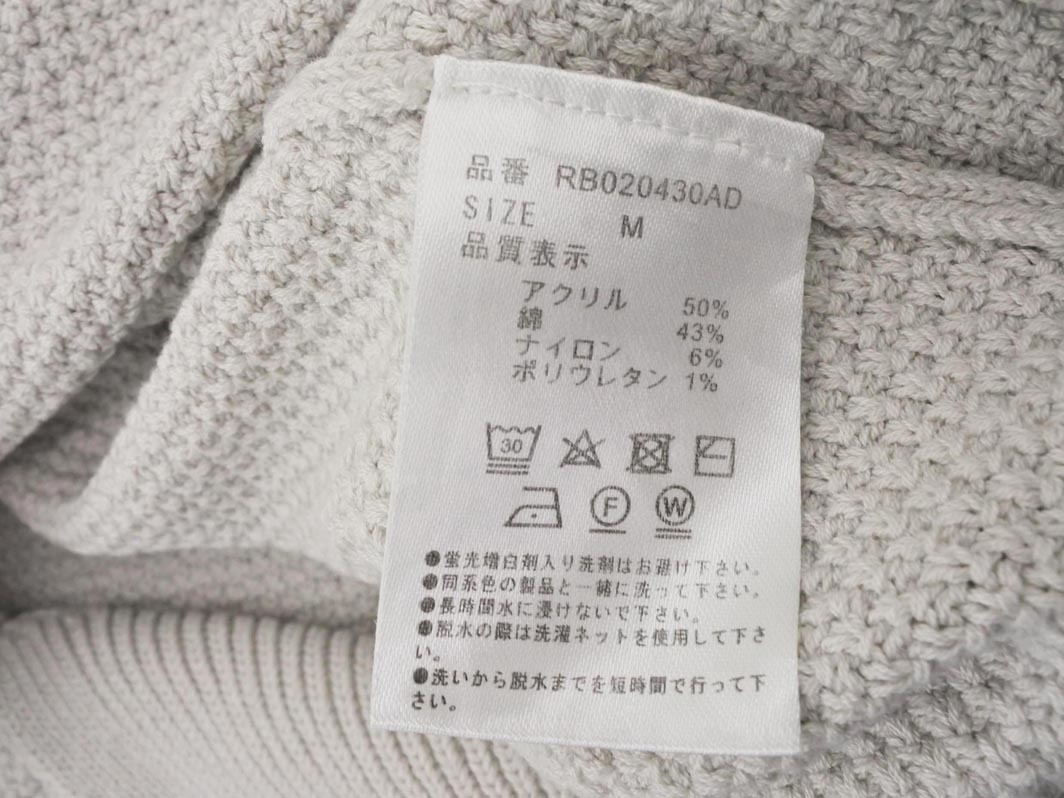 品番 RB020430AD
SIZE M
品質表示
アクリル 50%
綿 43%
ナイロン 6%
ポリウレタン 1%
30
F W
●蛍光増白剤入り洗剤はお避け下さい。
●同系色の製品と一緒に洗って下さい。
●長時間水に浸けないで下さい。
●脱水の際は洗濯ネットを使用して下さ
い。
●洗いから脱水までを短時間で行って下
さい。